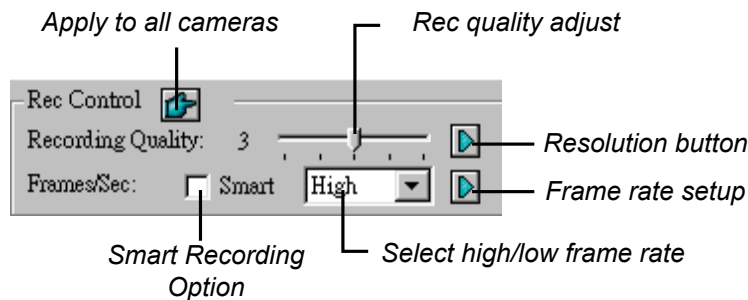 Apply to all cameras
Rec quality adjust
Rec Control
Recording Quality: 3
Resolution button
Frames/Sec: Smart High
Frame rate setup
Smart Recording
Option
Select high/low frame rate